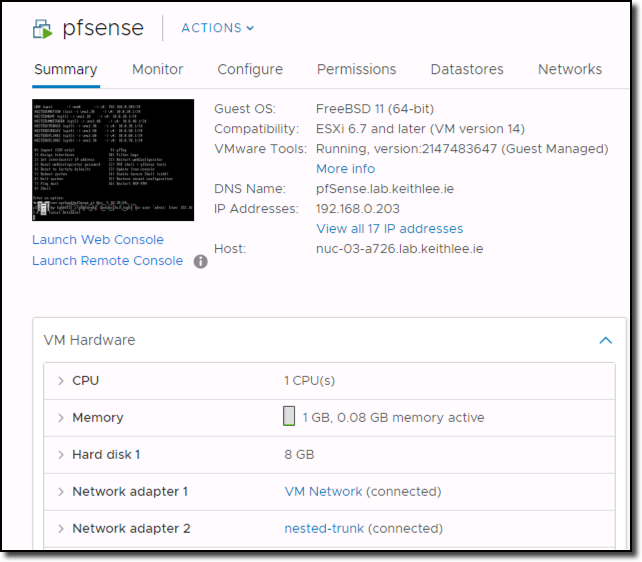 pfsense ACTIONS
Summary Monitor Configure Permissions Datastores Networks
Guest OS: FreeBSD 11 (64-bit)
Compatibility: ESXi 6.7 and later (VM version 14)
VMware Tools: Running, version:2147483647 (Guest Managed)
More info
DNS Name: pfSense.lab.keithlee.ie
IP Addresses: 192.168.0.203
View all 17 IP addresses
Host: nuc-03-a726.lab.keithlee.ie
Launch Web Console
Launch Remote Console
VM Hardware
CPU 1 CPU(s)
Memory 1 GB, 0.08 GB memory active
Hard disk 1 8 GB
Network adapter 1 VM Network (connected)
Network adapter 2 nested-trunk (connected)